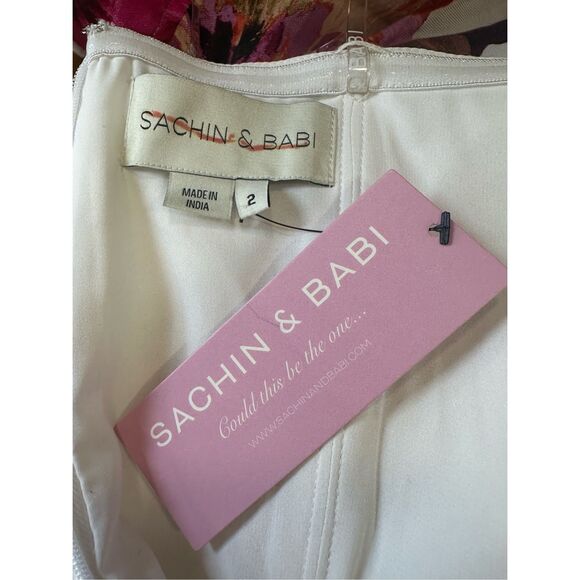 SACHIN & BABI
MADE IN
INDIA
2
SACHIN & BABI
Could this be the one...
WWW.SACHINANDBABI.COM